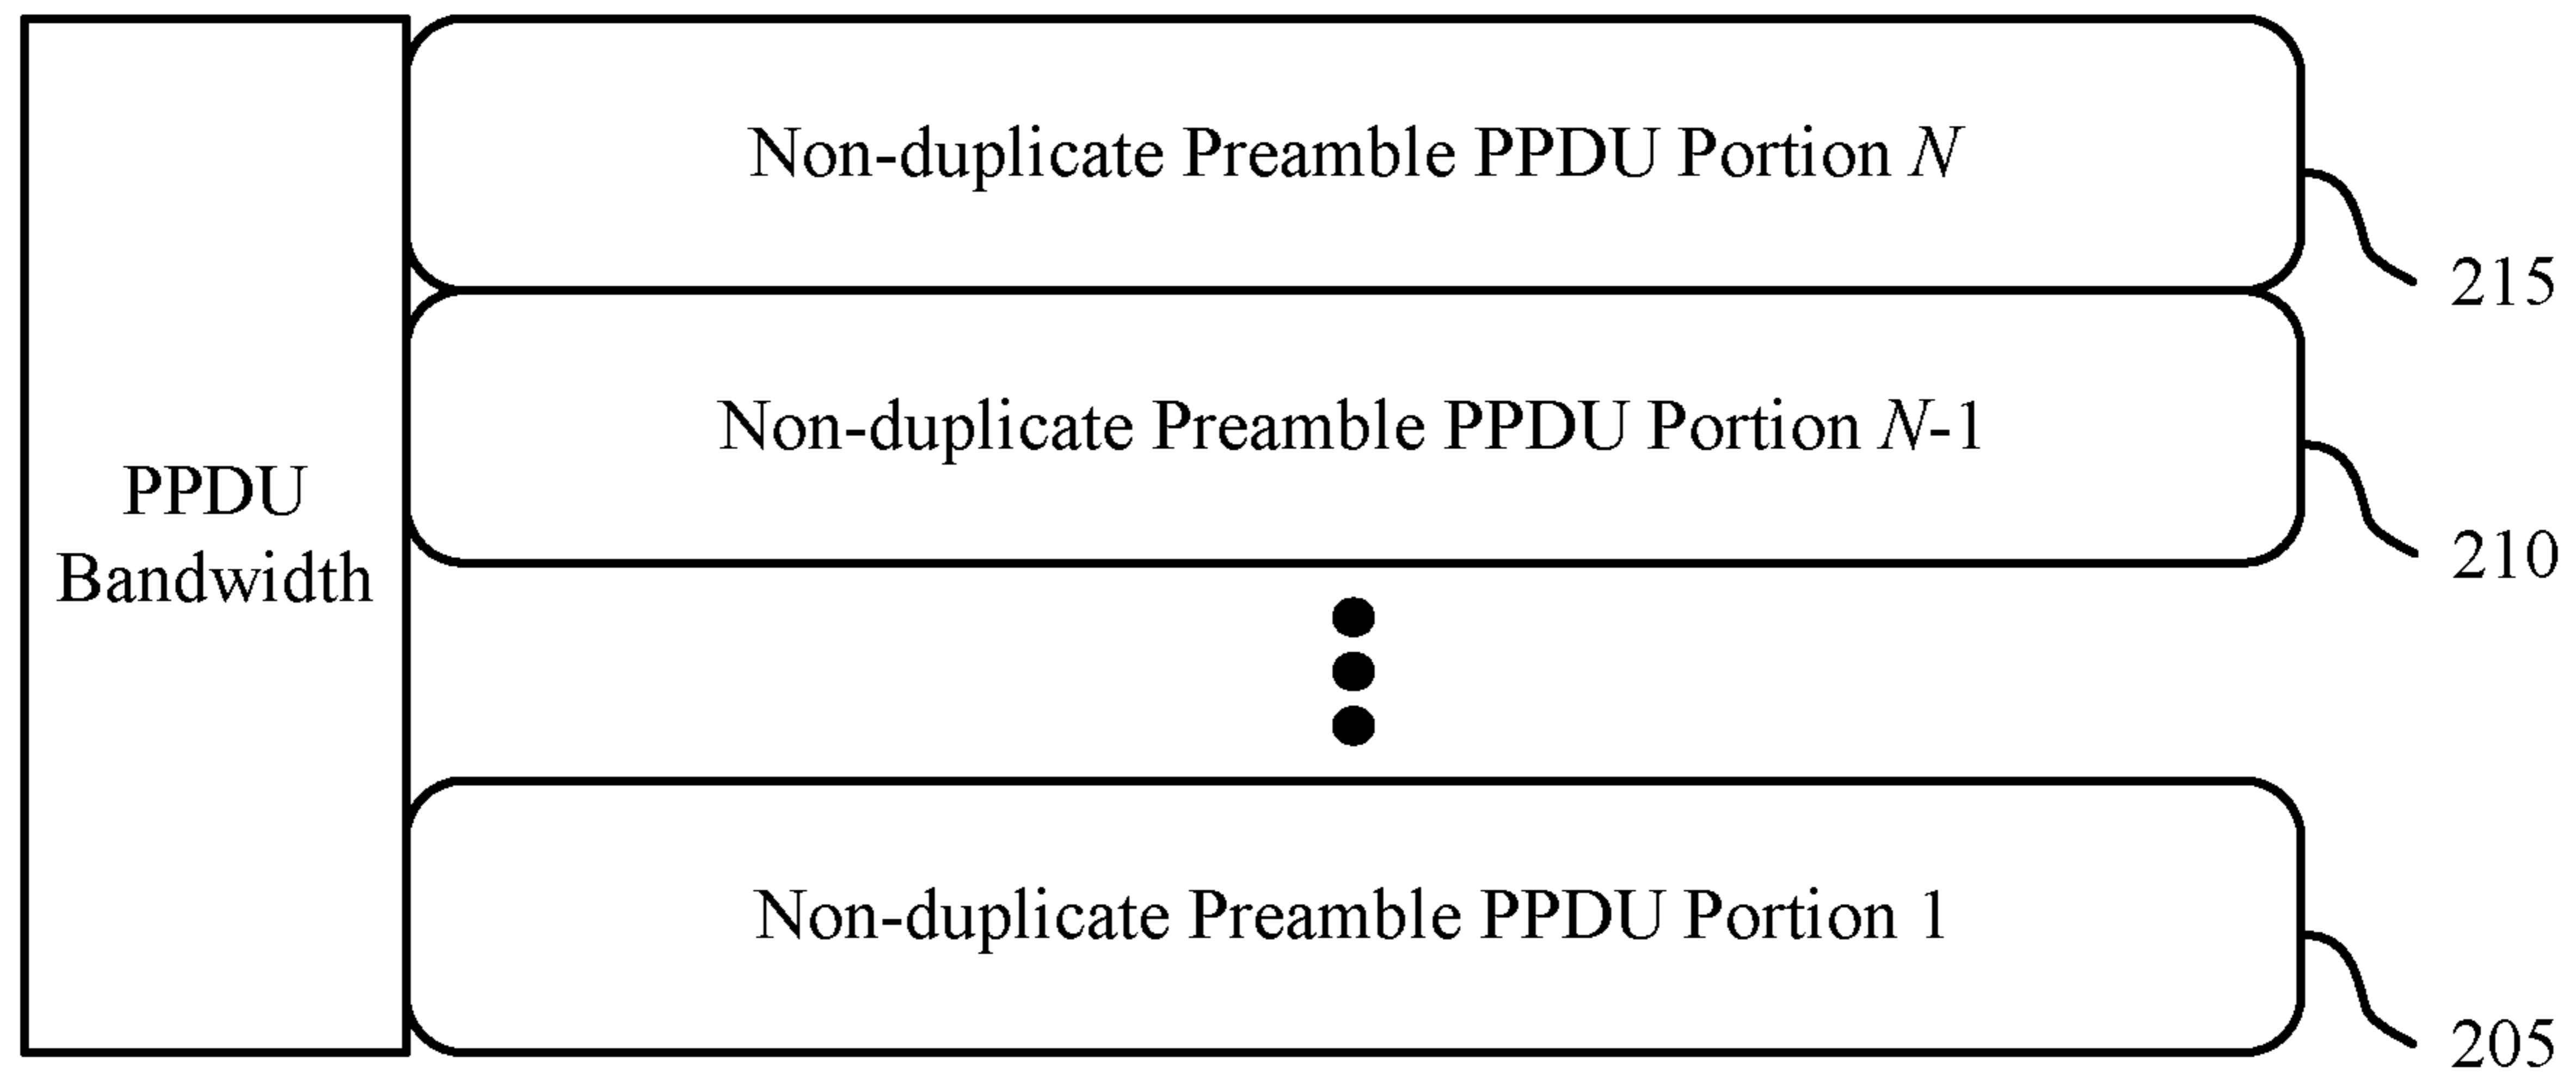 Non-duplicate Preamble PPDU Portion N
215
Non-duplicate Preamble PPDU Portion N-1
210
PPDU
Bandwidth
Non-duplicate Preamble PPDU Portion 1
205